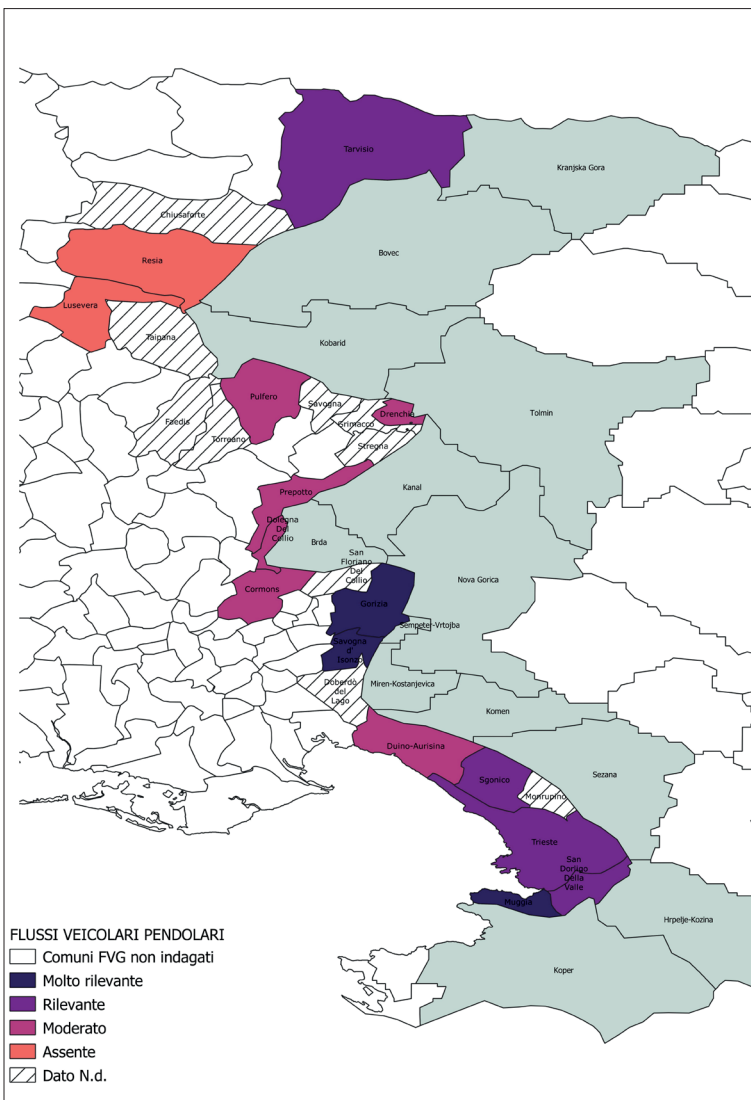 Tarvisio
Kranjska Gora
Chiusaforte
Bovec
Resia
Lusevera
Taipana
Kobarid
Pulfero
Savogna
Drenchia
Grimacco
Tolmin
Faedis
Torreano
Stregna
Prepotto
Kanal
Dolegna
Del
Collio
Brda
San
Floriano
Del
Collio
Nova Gorica
Cormons
Gorizia
Sempeter-Vrtojba
Savogna
d'
Isonzo
Doberdò
del
Lago
Miren-Kostanjevica
Komen
Duino-Aurisina
Sgonico
Sezana
Monrupino
Trieste
San
Dorligo
Della
Valle
Muggia
Hrpelje-Kozina
Koper
FLUSSI VEICOLARI PENDOLARI
Comuni FVG non indagati
Molto rilevante
Rilevante
Moderato
Assente
Dato N.d.